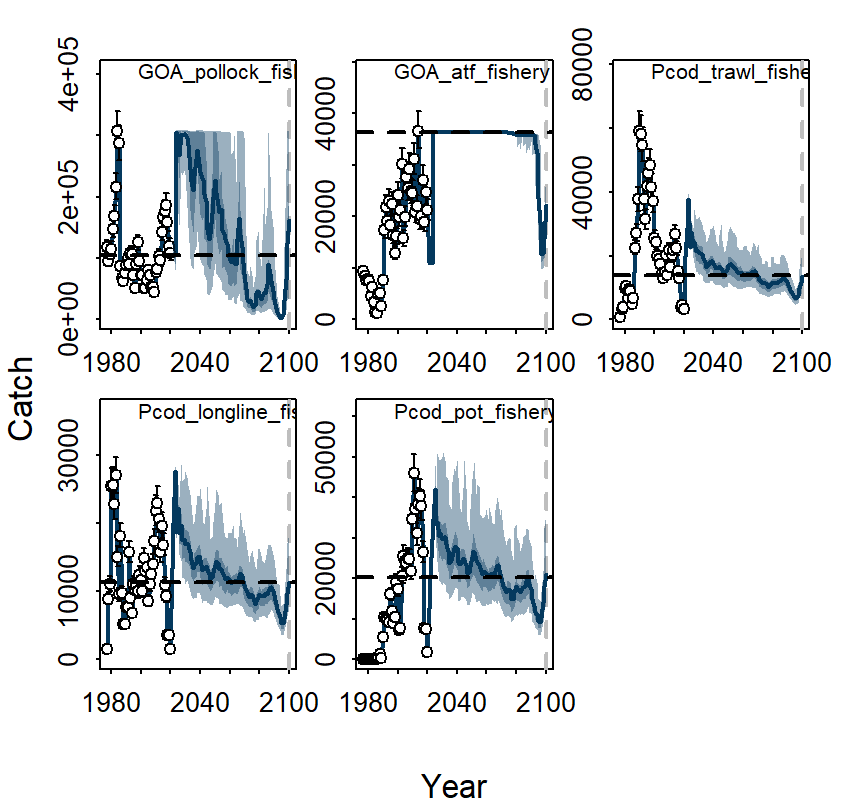 GOA_pollock_fis
GOA_atf_fishery
Pcod_trawl_fishe
0e+00 2e+05 4e+05
0 20000 40000
0 40000 80000
1980 2040 2100
1980 2040 2100
1980 2040 2100
Catch
Pcod_longline_fis
Pcod_pot_fishery
0 10000 30000
0 20000 50000
1980 2040 2100
1980 2040 2100
Year